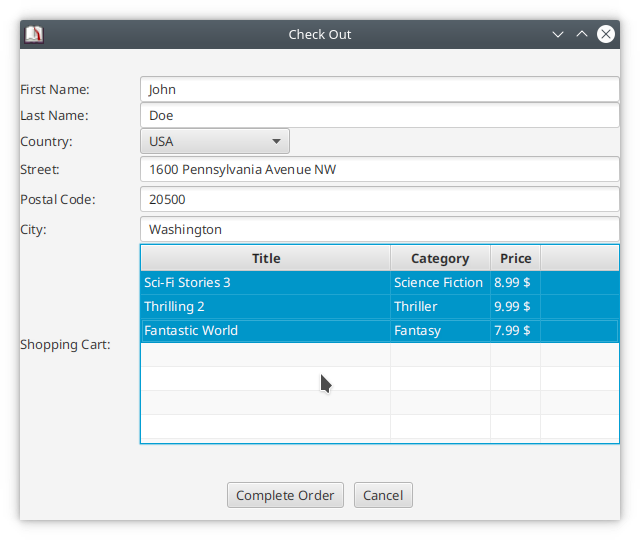 Check Out
First Name: John
Last Name: Doe
Country: USA
Street: 1600 Pennsylvania Avenue NW
Postal Code: 20500
City: Washington
Title Category Price
Sci-Fi Stories 3 Science Fiction 8.99 $
Thrilling 2 Thriller 9.99 $
Fantastic World Fantasy 7.99 $
Shopping Cart:
Complete Order Cancel